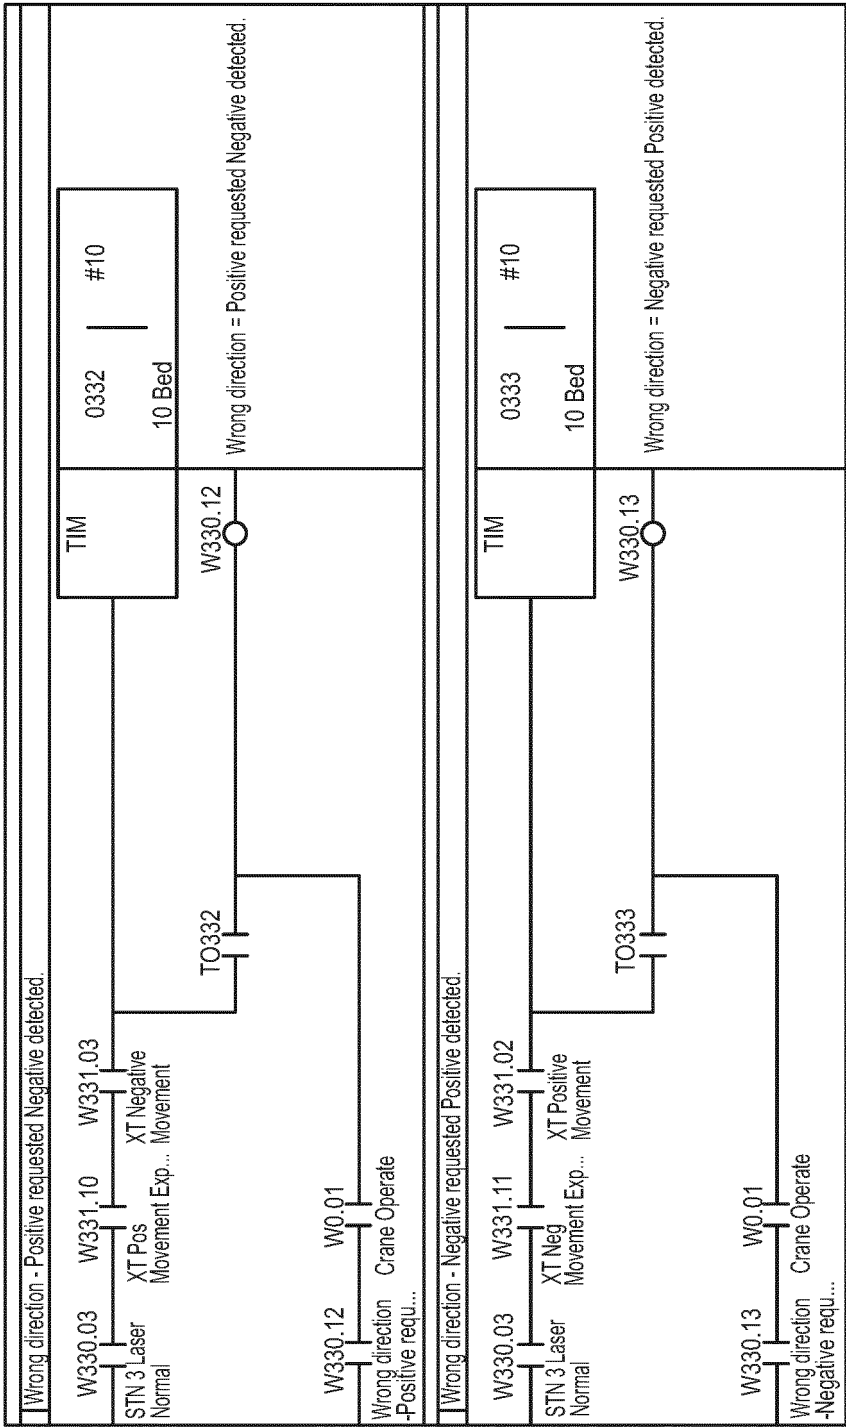 Wrong direction - Positive requested Negative detected.
W330.03
STN 3 Laser
Normal
W331.10
XT Pos
Movement Exp...
W331.03
XT Negative
Movement
TIM
0332
#10
10 Bed
TO332
W330.12
Wrong direction = Positive requested Negative detected.
W330.12
Wrong direction
-Positive requ...
W0.01
Crane Operate
Wrong direction - Negative requested Positive detected.
W330.03
STN 3 Laser
Normal
W331.11
XT Neg
Movement Exp...
W331.02
XT Positive
Movement
TIM
0333
#10
10 Bed
TO333
W330.13
Wrong direction = Negative requested Positive detected.
W330.13
Wrong direction
-Negative requ...
W0.01
Crane Operate